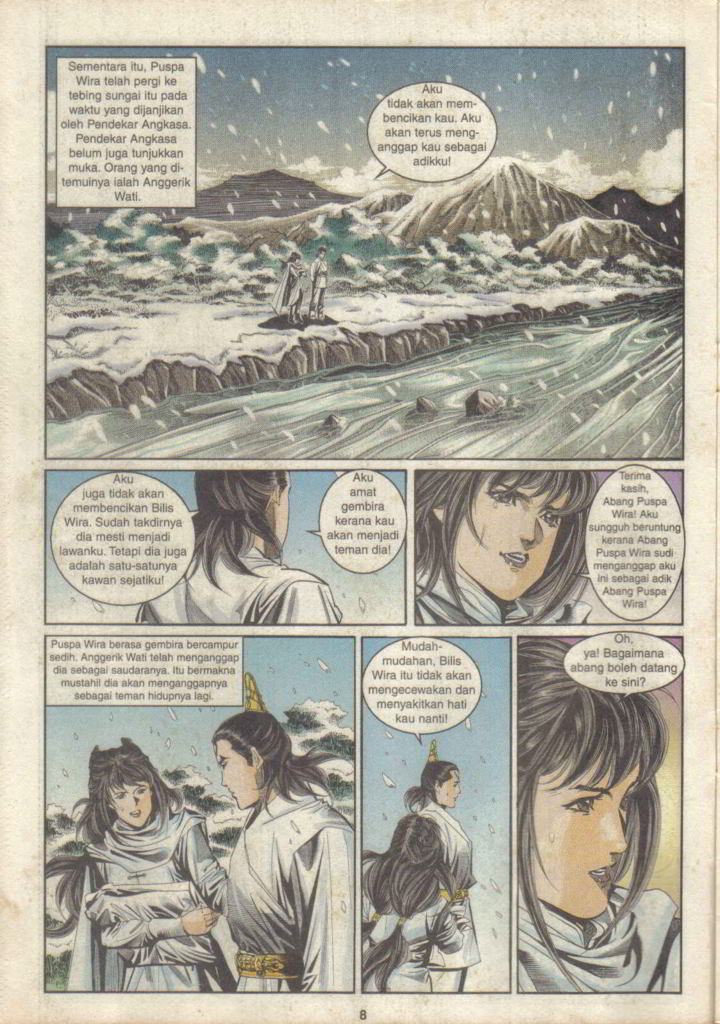 Sementara itu, Puspa
Wira telah pergi ke
tebing sungai itu pada
waktu yang dijanjikan
oleh Pendekar Angkasa.
Pendekar Angkasa
belum juga tunjukkan
muka. Orang yang di-
temuinya ialah Anggerik
Wati.
Aku
tidak akan mem-
bencikan kau. Aku
akan terus meng-
anggap kau sebagai
adikku!
Aku
juga tidak akan
membencikan Bilis
Wira. Sudah takdirnya
dia mesti menjadi
lawanku. Tetapi dia juga
adalah satu-satunya
kawan sejatiku!
Aku
amat
gembira
kerana kau
akan menjadi
teman dia!
Terima
kasih,
Abang Puspa
Wira! Aku
sungguh beruntung
kerana Abang
Puspa Wira sudi
menganggap aku
ini sebagai adik
Abang Puspa
Wira!
Puspa Wira berasa gembira bercampur
sedih. Anggerik Wati telah menganggap
dia sebagai saudaranya. Itu bermakna
mustahil dia akan menganggapnya
sebagai teman hidupnya lagi.
Mudah-
mudahan, Bilis
Wira itu tidak akan
mengecewakan dan
menyakitkan hati
kau nanti!
Oh,
ya! Bagaimana
abang boleh datang
ke sini?
8